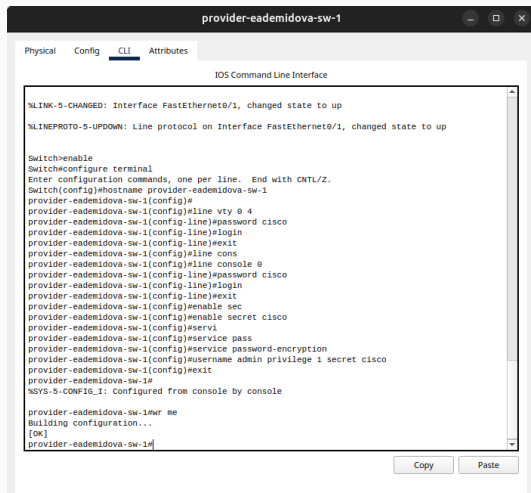 provider-eademidova-sw-1
Physical Config CLI Attributes
IOS Command Line Interface
%LINK-5-CHANGED: Interface FastEthernet0/1, changed state to up
%LINEPROTO-5-UPDOWN: Line protocol on Interface FastEthernet0/1, changed state to up
Switch>enable
Switch#configure terminal
Enter configuration commands, one per line.  End with CNTL/Z.
Switch(config)#hostname provider-eademidova-sw-1
provider-eademidova-sw-1(config)#
provider-eademidova-sw-1(config)#line vty 0 4
provider-eademidova-sw-1(config-line)#password cisco
provider-eademidova-sw-1(config-line)#login
provider-eademidova-sw-1(config-line)#exit
provider-eademidova-sw-1(config)#line cons
provider-eademidova-sw-1(config)#line console 0
provider-eademidova-sw-1(config-line)#password cisco
provider-eademidova-sw-1(config-line)#login
provider-eademidova-sw-1(config-line)#exit
provider-eademidova-sw-1(config)#enable sec
provider-eademidova-sw-1(config)#enable secret cisco
provider-eademidova-sw-1(config)#servi
provider-eademidova-sw-1(config)#service pass
provider-eademidova-sw-1(config)#service password-encryption
provider-eademidova-sw-1(config)#username admin privilege 1 secret cisco
provider-eademidova-sw-1(config)#exit
provider-eademidova-sw-1#
%SYS-5-CONFIG_I: Configured from console by console
provider-eademidova-sw-1#wr me
Building configuration...
[OK]
provider-eademidova-sw-1#
Copy Paste